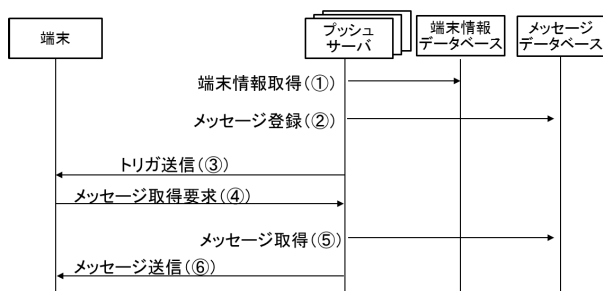 端末
プッシュ
サーバ
端末情報
データベース
メッセージ
データベース
端末情報取得(①)
メッセージ登録(②)
トリガ送信(③)
メッセージ取得要求(④)
メッセージ取得(⑤)
メッセージ送信(⑥)